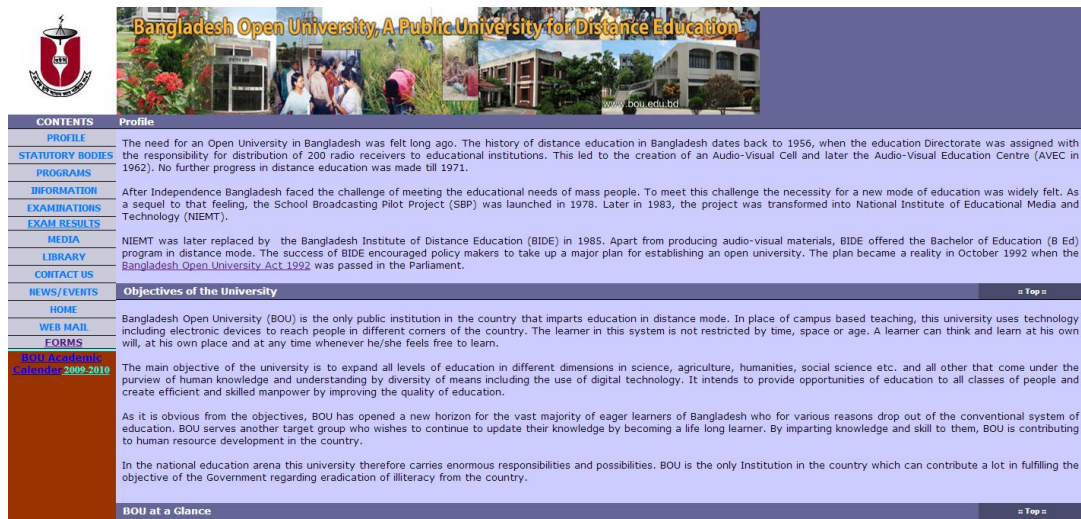 Bangladesh Open University, A Public University for Distance Education
www.bou.edu.bd
CONTENTS
PROFILE
STATUTORY BODIES
PROGRAMS
INFORMATION
EXAMINATIONS
EXAM RESULTS
MEDIA
LIBRARY
CONTACT US
NEWS/EVENTS
HOME
WEB MAIL
FORMS
BOU Academic
Calender 2009-2010
Profile
The need for an Open University in Bangladesh was felt long ago. The history of distance education in Bangladesh dates back to 1956, when the education Directorate was assigned with
the responsibility for distribution of 200 radio receivers to educational institutions. This led to the creation of an Audio-Visual Cell and later the Audio-Visual Education Centre (AVEC in
1962). No further progress in distance education was made till 1971.
After Independence Bangladesh faced the challenge of meeting the educational needs of mass people. To meet this challenge the necessity for a new mode of education was widely felt. As
a sequel to that feeling, the School Broadcasting Pilot Project (SBP) was launched in 1978. Later in 1983, the project was transformed into National Institute of Educational Media and
Technology (NIEMT).
NIEMT was later replaced by the Bangladesh Institute of Distance Education (BIDE) in 1985. Apart from producing audio-visual materials, BIDE offered the Bachelor of Education (B Ed)
program in distance mode. The success of BIDE encouraged policy makers to take up a major plan for establishing an open university. The plan became a reality in October 1992 when the
Bangladesh Open University Act 1992 was passed in the Parliament.
Objectives of the University
:: Top ::
Bangladesh Open University (BOU) is the only public institution in the country that imparts education in distance mode. In place of campus based teaching, this university uses technology
including electronic devices to reach people in different corners of the country. The learner in this system is not restricted by time, space or age. A learner can think and learn at his own
will, at his own place and at any time whenever he/she feels free to learn.
The main objective of the university is to expand all levels of education in different dimensions in science, agriculture, humanities, social science etc. and all other that come under the
purview of human knowledge and understanding by diversity of means including the use of digital technology. It intends to provide opportunities of education to all classes of people and
create efficient and skilled manpower by improving the quality of education.
As it is obvious from the objectives, BOU has opened a new horizon for the vast majority of eager learners of Bangladesh who for various reasons drop out of the conventional system of
education. BOU serves another target group who wishes to continue to update their knowledge by becoming a life long learner. By imparting knowledge and skill to them, BOU is contributing
to human resource development in the country.
In the national education arena this university therefore carries enormous responsibilities and possibilities. BOU is the only Institution in the country which can contribute a lot in fulfilling the
objective of the Government regarding eradication of illiteracy from the country.
BOU at a Glance
:: Top ::